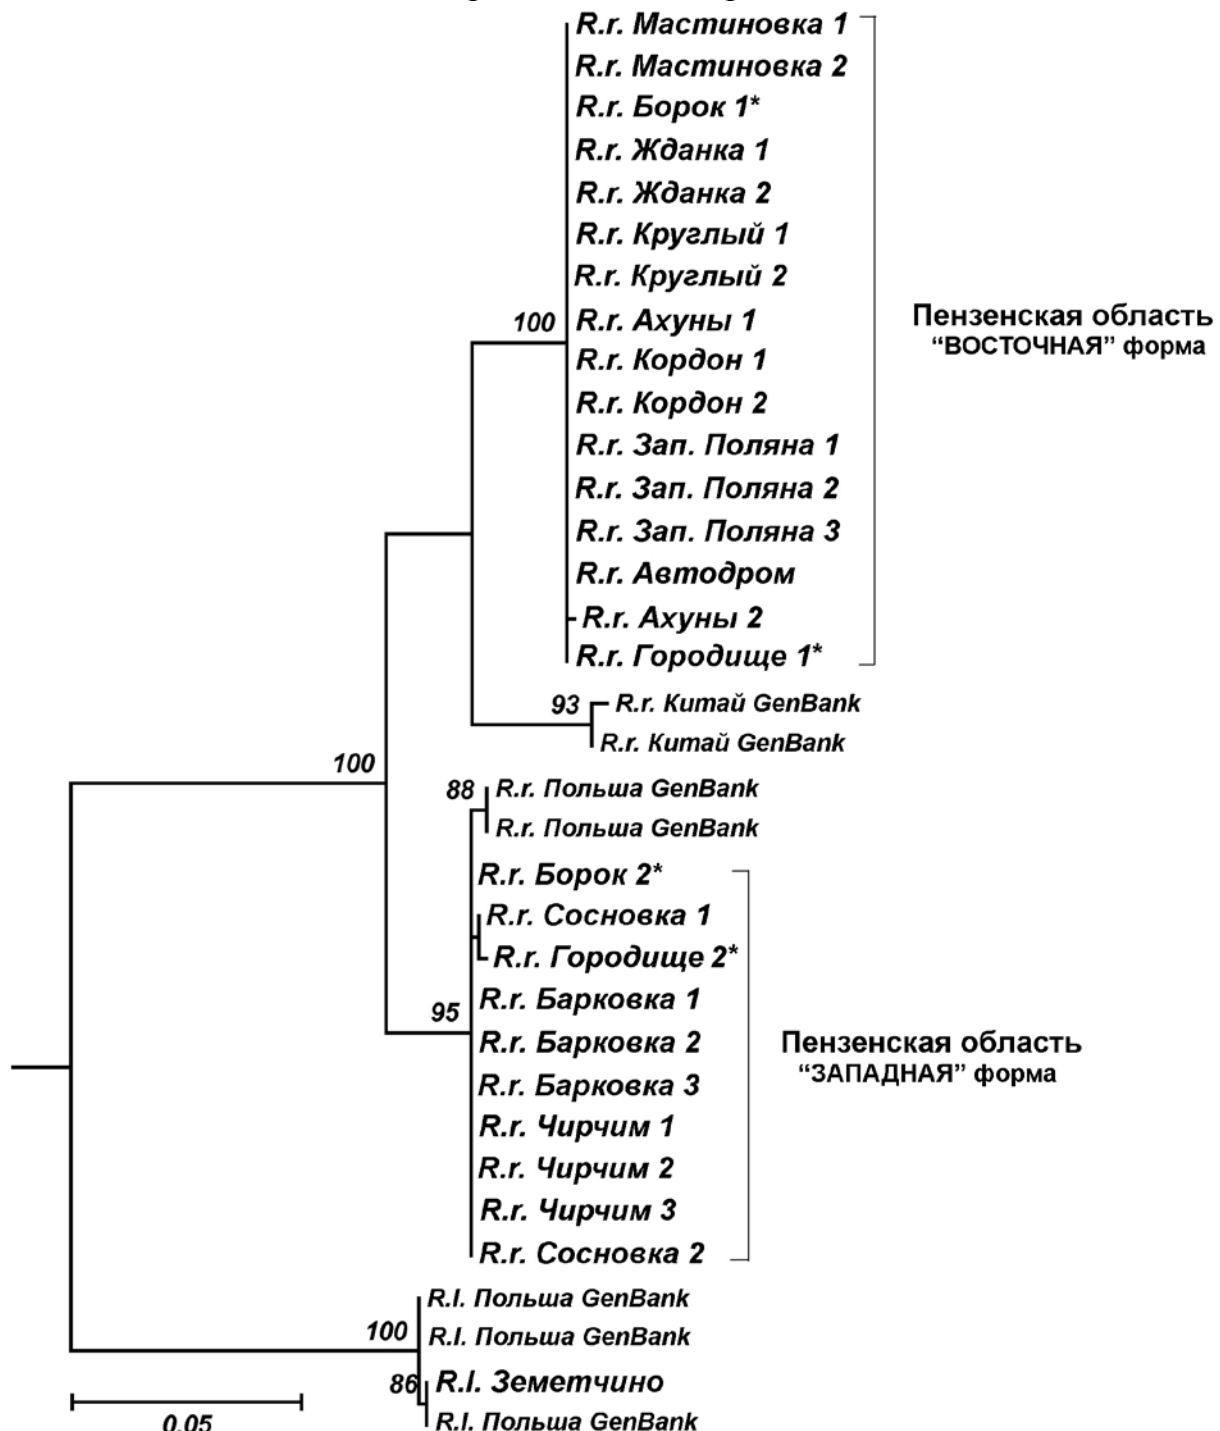 R.r. Мастиновка 1
R.r. Мастиновка 2
R.r. Борок 1*
R.r. Жданка 1
R.r. Жданка 2
R.r. Круглый 1
R.r. Круглый 2
100
R.r. Ахуны 1
R.r. Кордон 1
R.r. Кордон 2
R.r. Зап. Поляна 1
R.r. Зап. Поляна 2
R.r. Зап. Поляна 3
R.r. Автодром
R.r. Ахуны 2
R.r. Городище 1*
Пензенская область
“ВОСТОЧНАЯ” форма
93
R.r. Китай GenBank
R.r. Китай GenBank
100
88
R.r. Польша GenBank
R.r. Польша GenBank
R.r. Борок 2*
R.r. Сосновка 1
R.r. Городище 2*
95
R.r. Барковка 1
R.r. Барковка 2
R.r. Барковка 3
R.r. Чирчим 1
R.r. Чирчим 2
R.r. Чирчим 3
R.r. Сосновка 2
Пензенская область
“ЗАПАДНАЯ” форма
R.l. Польша GenBank
100
R.l. Польша GenBank
86
R.l. Земетчино
R.l. Польша GenBank
0.05